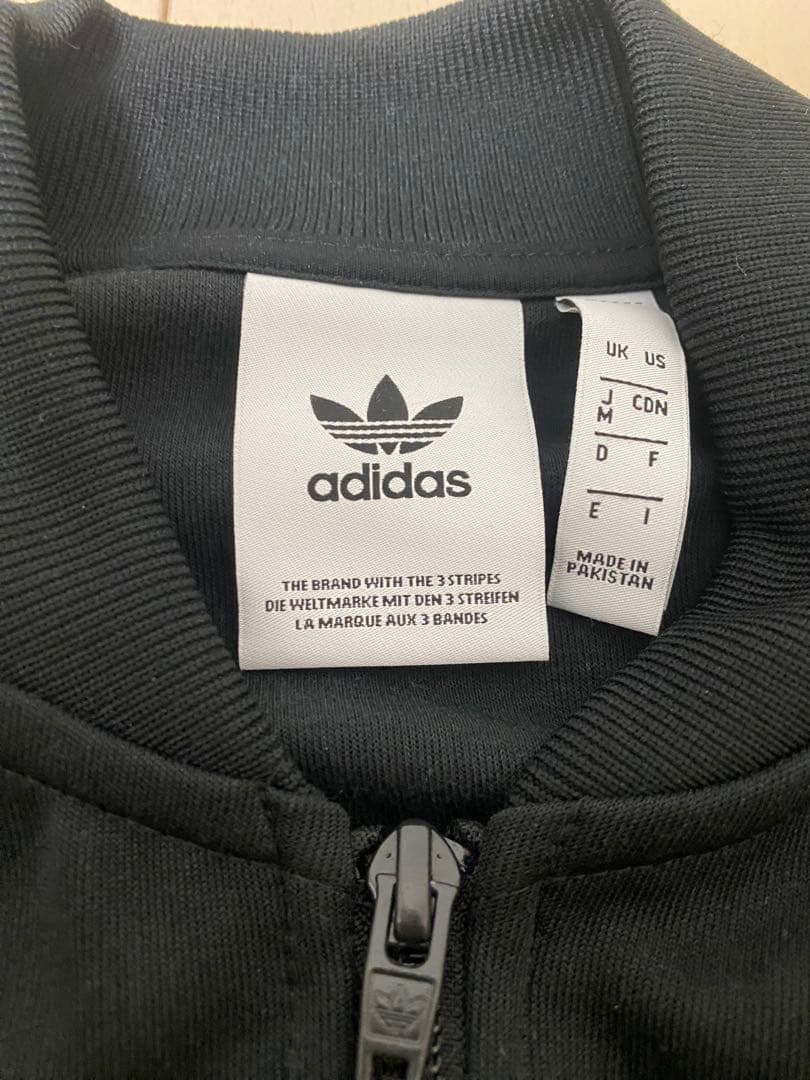 adidas
THE BRAND WITH THE 3 STRIPES
DIE WELTMARKE MIT DEN 3 STREIFEN
LA MARQUE AUX 3 BANDES
UK US
J CDN
M
D F
E I
MADE IN
PAKISTAN